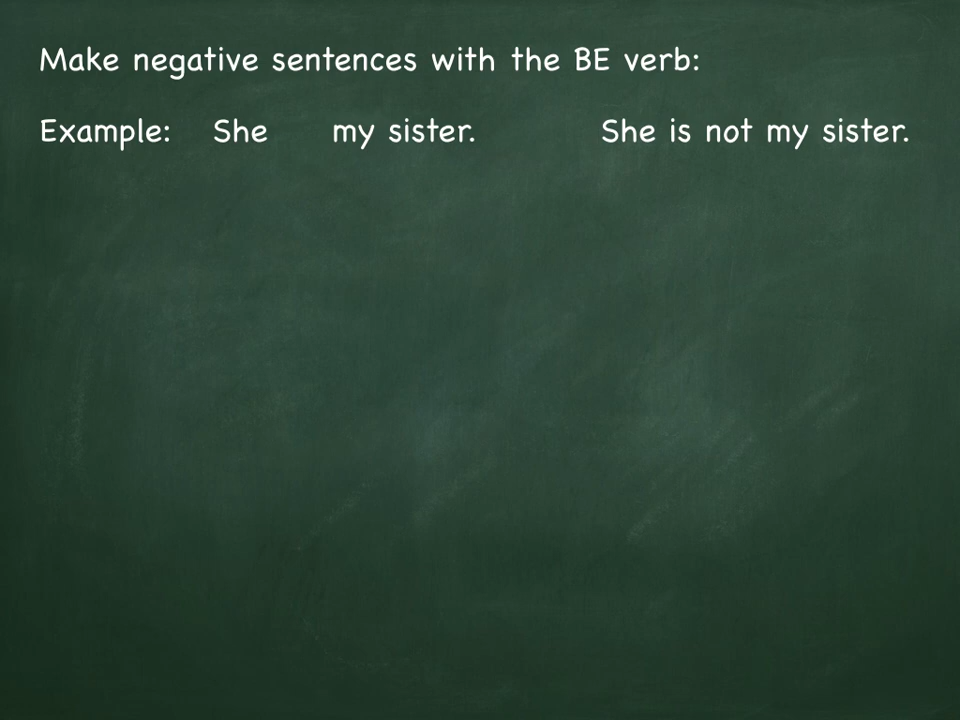 Make negative sentences with the BE verb:
Example: She my sister. She is not my sister.